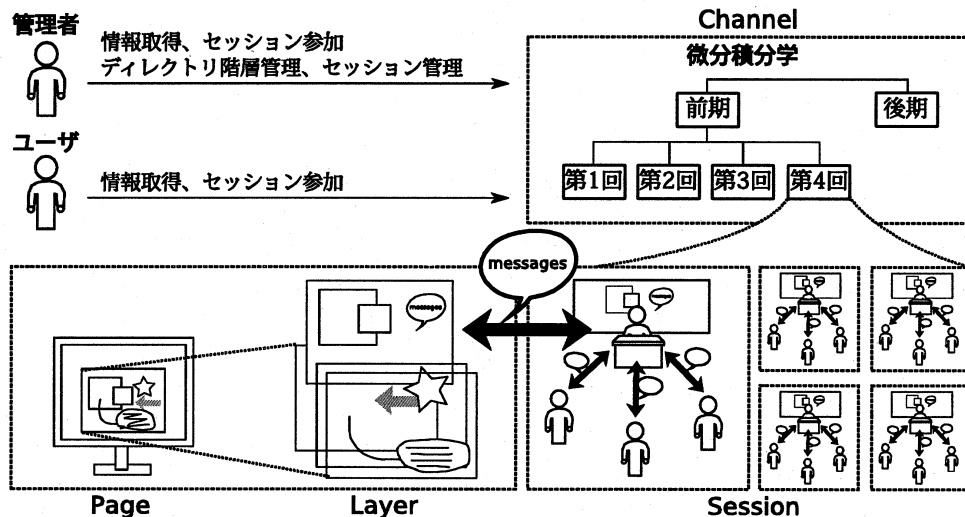 管理者
情報取得、セッション参加
ディレクトリ階層管理、セッション管理
ユーザ
情報取得、セッション参加
Channel
微分積分学
前期
後期
第1回
第2回
第3回
第4回
messages
messages
Page
Layer
Session